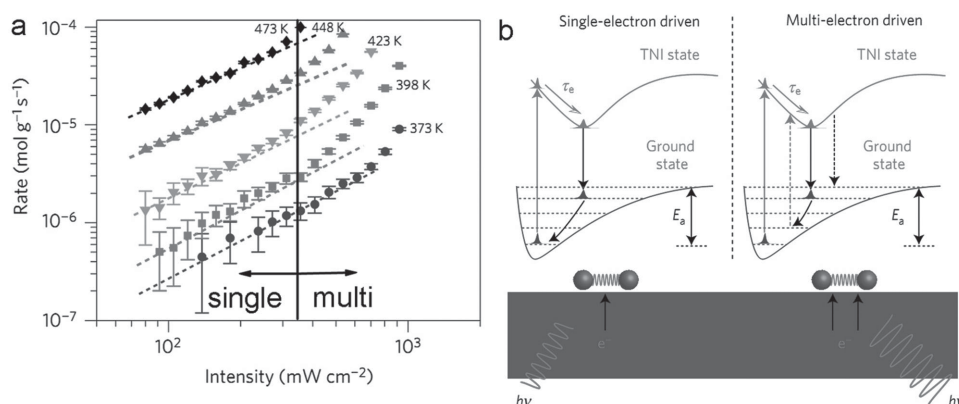 a
Rate (mol g⁻¹ s⁻¹)
10⁻⁴
10⁻⁵
10⁻⁶
10⁻⁷
473 K
448 K
423 K
398 K
373 K
single
multi
10²
10³
Intensity (mW cm⁻²)
b
Single-electron driven
TNI state
τe
Ground
state
Ea
e⁻
hν
Multi-electron driven
TNI state
τe
Ground
state
Ea
e⁻
hν